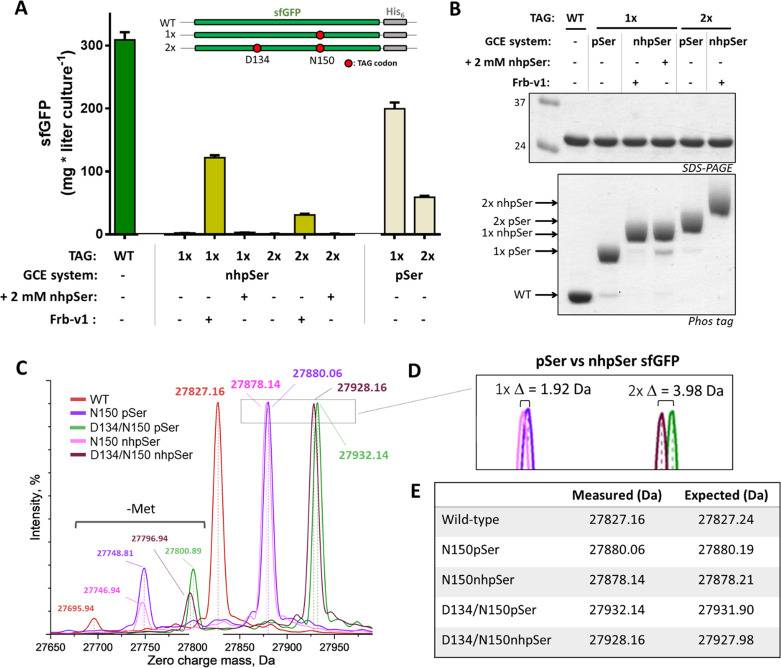 A
sfGFP
His6
WT
1x
2x
D134
N150
: TAG codon
sfGFP
(mg * liter culture-1)
300
200
100
0
TAG: WT 1x 1x 1x 2x 2x 2x 1x 2x
GCE system: - nhpSer pSer
+ 2 mM nhpSer: - - - + - - + - -
Frb-v1 : - - + - - + - - -
B
TAG: WT 1x 2x
GCE system: - pSer nhpSer pSer nhpSer
+ 2 mM nhpSer: - - - + - -
Frb-v1: - - + - - +
37
24
SDS-PAGE
2x nhpSer
2x pSer
1x nhpSer
1x pSer
WT
Phos tag
C
27827.16
27880.06
27878.14
27928.16
27932.14
WT
N150 pSer
D134/N150 pSer
N150 nhpSer
D134/N150 nhpSer
-Met
27796.94
27748.81
27800.89
27746.94
27695.94
Intensity, %
27650 27700 27750 27800 27850 27900 27950
Zero charge mass, Da
D
pSer vs nhpSer sfGFP
1x Δ = 1.92 Da
2x Δ = 3.98 Da
E
Measured (Da) Expected (Da)
Wild-type 27827.16 27827.24
N150pSer 27880.06 27880.19
N150nhpSer 27878.14 27878.21
D134/N150pSer 27932.14 27931.90
D134/N150nhpSer 27928.16 27927.98